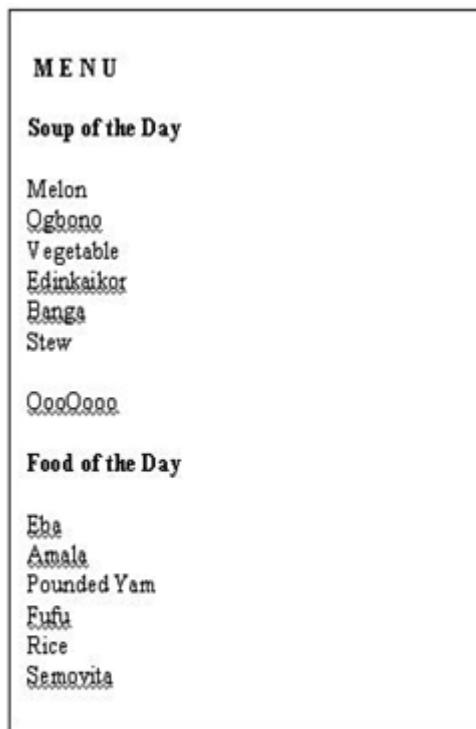 MENU
Soup of the Day
Melon
Ogbono
Vegetable
Edinkaikor
Banga
Stew
OooOooo
Food of the Day
Eba
Amala
Pounded Yam
Fufu
Rice
Semovita